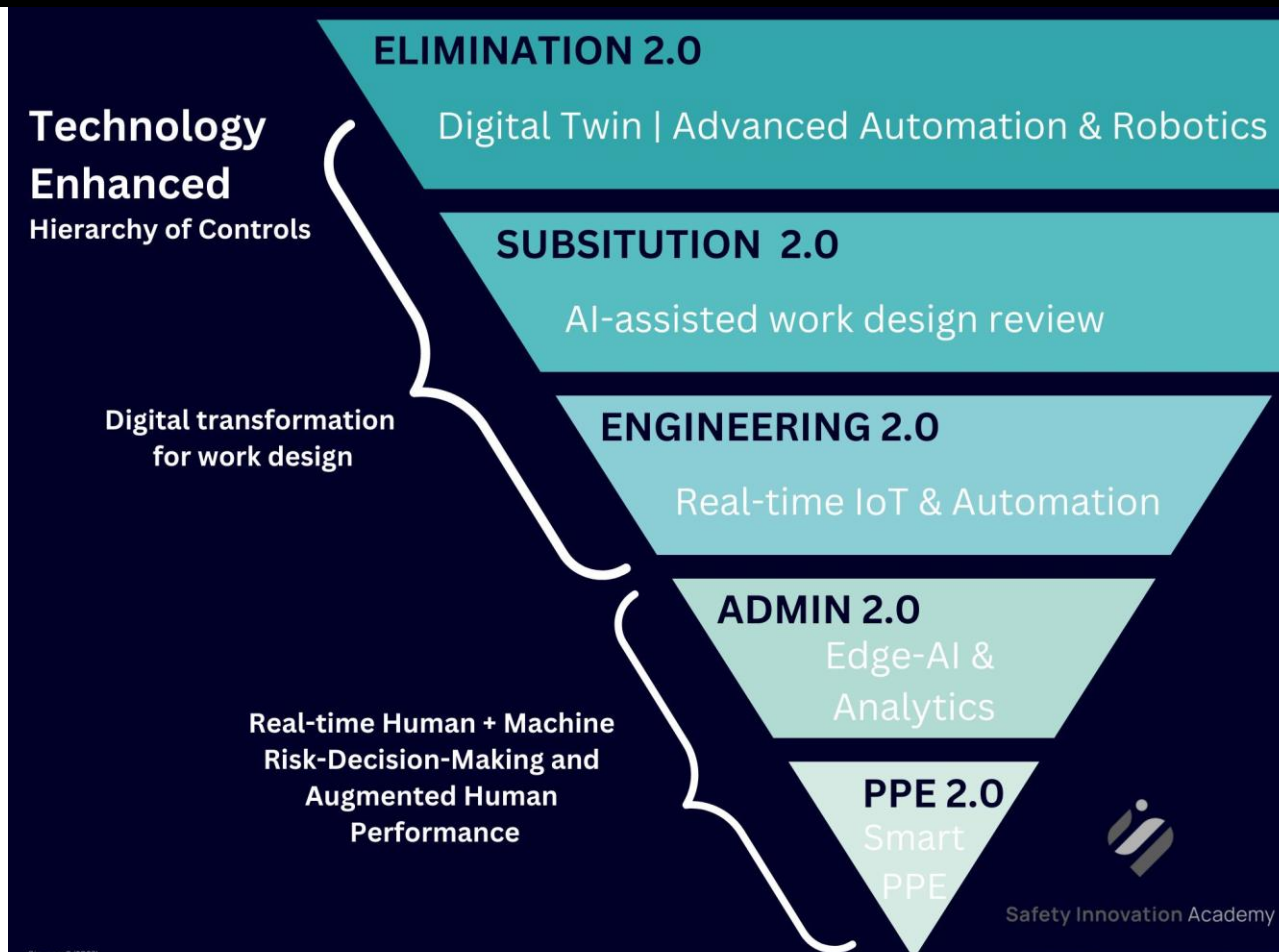 ELIMINATION 2.0
Digital Twin | Advanced Automation & Robotics
Technology
Enhanced
Hierarchy of Controls
SUBSITUTION 2.0
AI-assisted work design review
Digital transformation
for work design
ENGINEERING 2.0
Real-time IoT & Automation
ADMIN 2.0
Edge-AI &
Analytics
Real-time Human + Machine
Risk-Decision-Making and
Augmented Human
Performance
PPE 2.0
Smart
PPE
Safety Innovation Academy